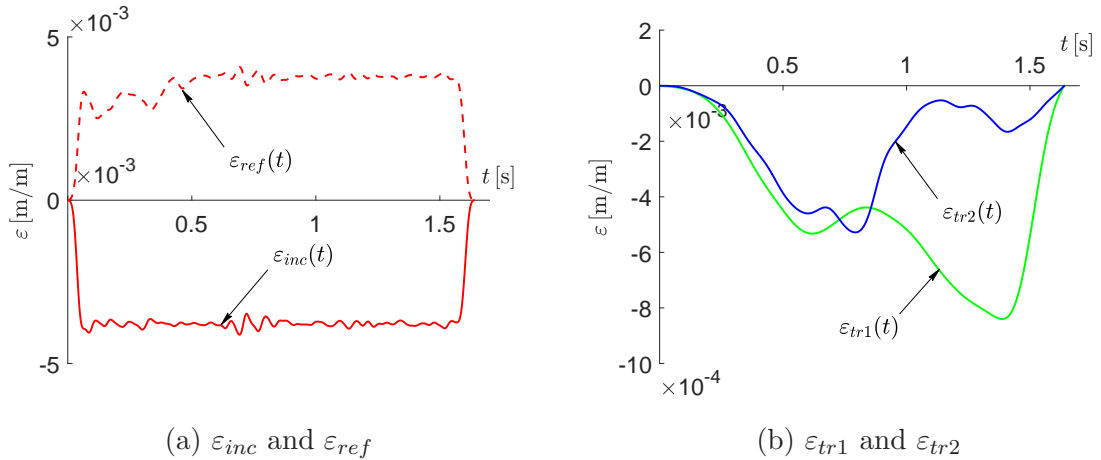 ×10⁻³
5
ε_ref(t)
×10⁻³
t [s]
ε [m/m]
0
0.5
1
1.5
ε_inc(t)
-5
(a) ε_inc and ε_ref
2
t [s]
0.5
1
1.5
0
×10⁻³
-2
ε_tr2(t)
ε [m/m]
-4
-6
ε_tr1(t)
-8
-10
×10⁻⁴
(b) ε_tr1 and ε_tr2